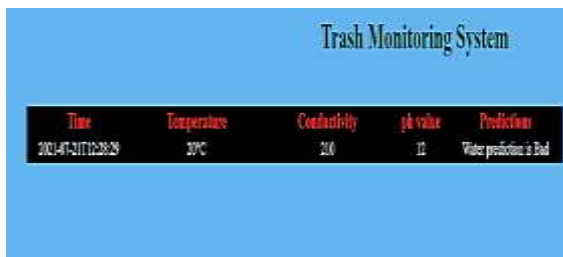 Trash Monitoring System
Time Temperature Conductivity ph value Predictions
2021-07-21T12:28:29 20°C 200 12 Water prediction is Bad